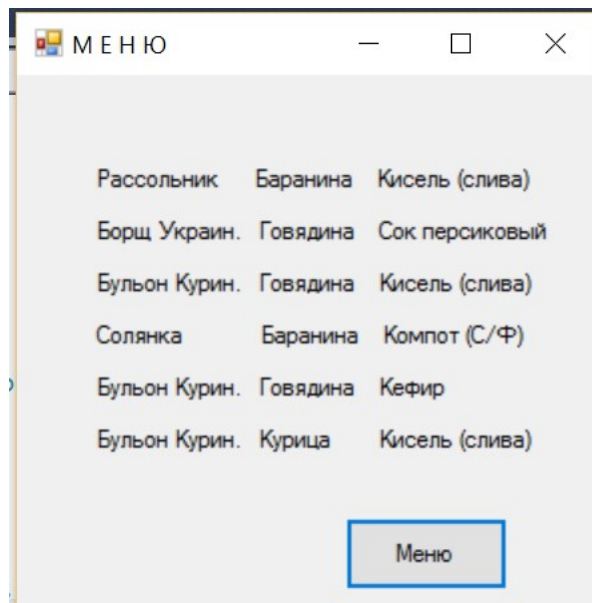 М Е Н Ю
Рассольник Баранина Кисель (слива)
Борщ Украин. Говядина Сок персиковый
Бульон Курин. Говядина Кисель (слива)
Солянка Баранина Компот (С/Ф)
Бульон Курин. Говядина Кефир
Бульон Курин. Курица Кисель (слива)
Меню